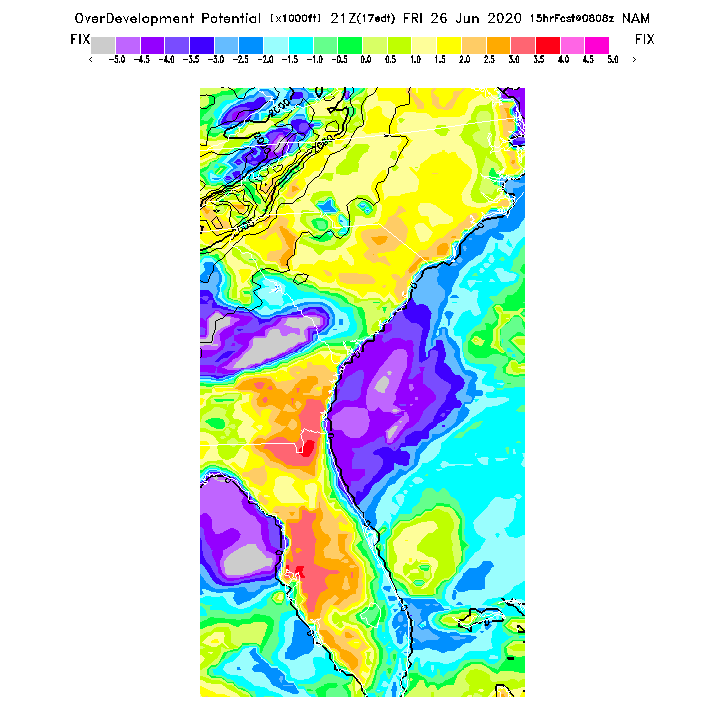 OverDevelopment Potential [x1000ft] 21Z(17edt) FRI 26 Jun 2020 15hrFcst@0808z NAM
FIX FIX
< -5.0 -4.5 -4.0 -3.5 -3.0 -2.5 -2.0 -1.5 -1.0 -0.5 0.0 0.5 1.0 1.5 2.0 2.5 3.0 3.5 4.0 4.5 5.0 >
2000